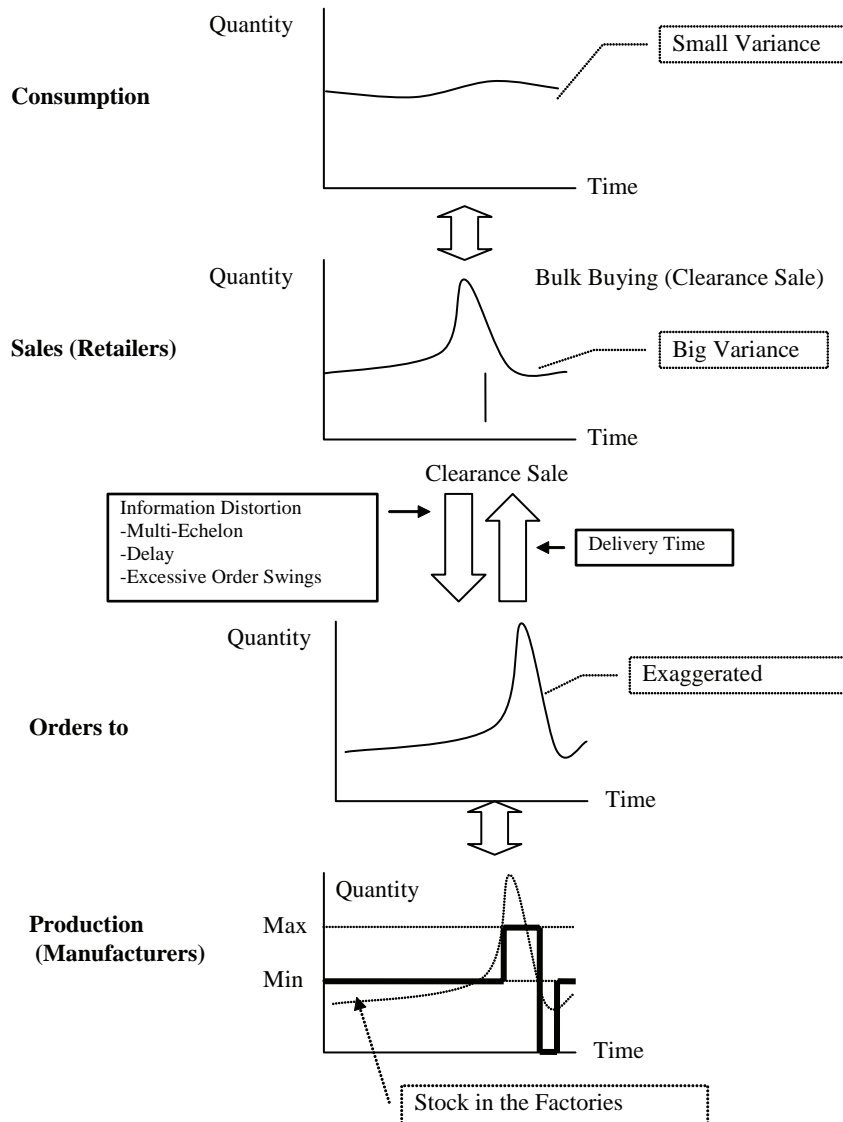 Quantity
Small Variance
Consumption
Time
Quantity
Bulk Buying (Clearance Sale)
Sales (Retailers)
Big Variance
Time
Clearance Sale
Information Distortion
-Multi-Echelon
-Delay
-Excessive Order Swings
Delivery Time
Quantity
Exaggerated
Orders to
Time
Quantity
Production
(Manufacturers)
Max
Min
Time
Stock in the Factories